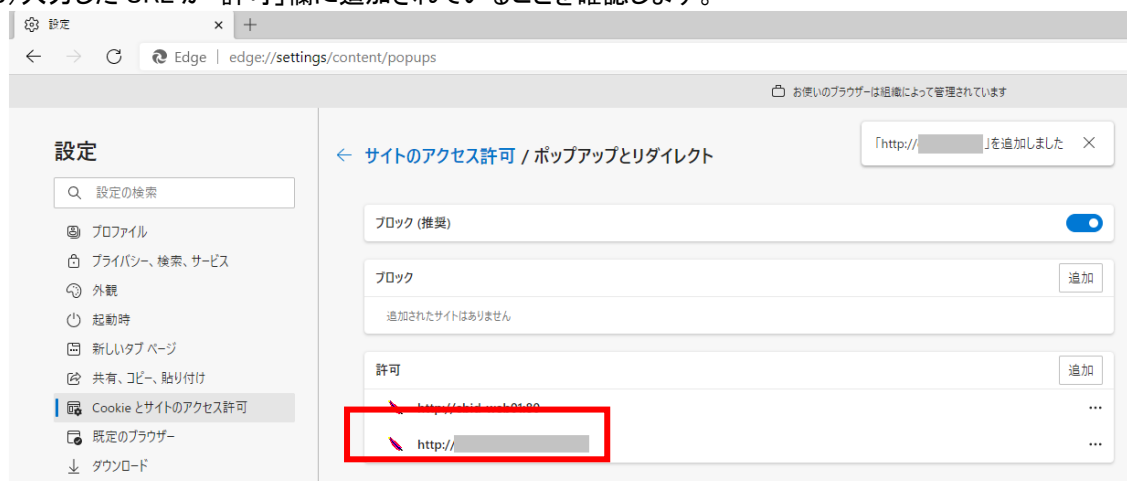 入力した URL が「許可」欄に追加されていることを確認します。
設定
Edge | edge://settings/content/popups
お使いのブラウザーは組織によって管理されています
設定
サイトのアクセス許可 / ポップアップとリダイレクト
「http:// 」を追加しました
設定の検索
プロファイル
プライバシー、検索、サービス
外観
起動時
新しいタブ ページ
共有、コピー、貼り付け
Cookie とサイトのアクセス許可
既定のブラウザー
ダウンロード
ブロック (推奨)
ブロック
追加
追加されたサイトはありません
許可
追加
http://